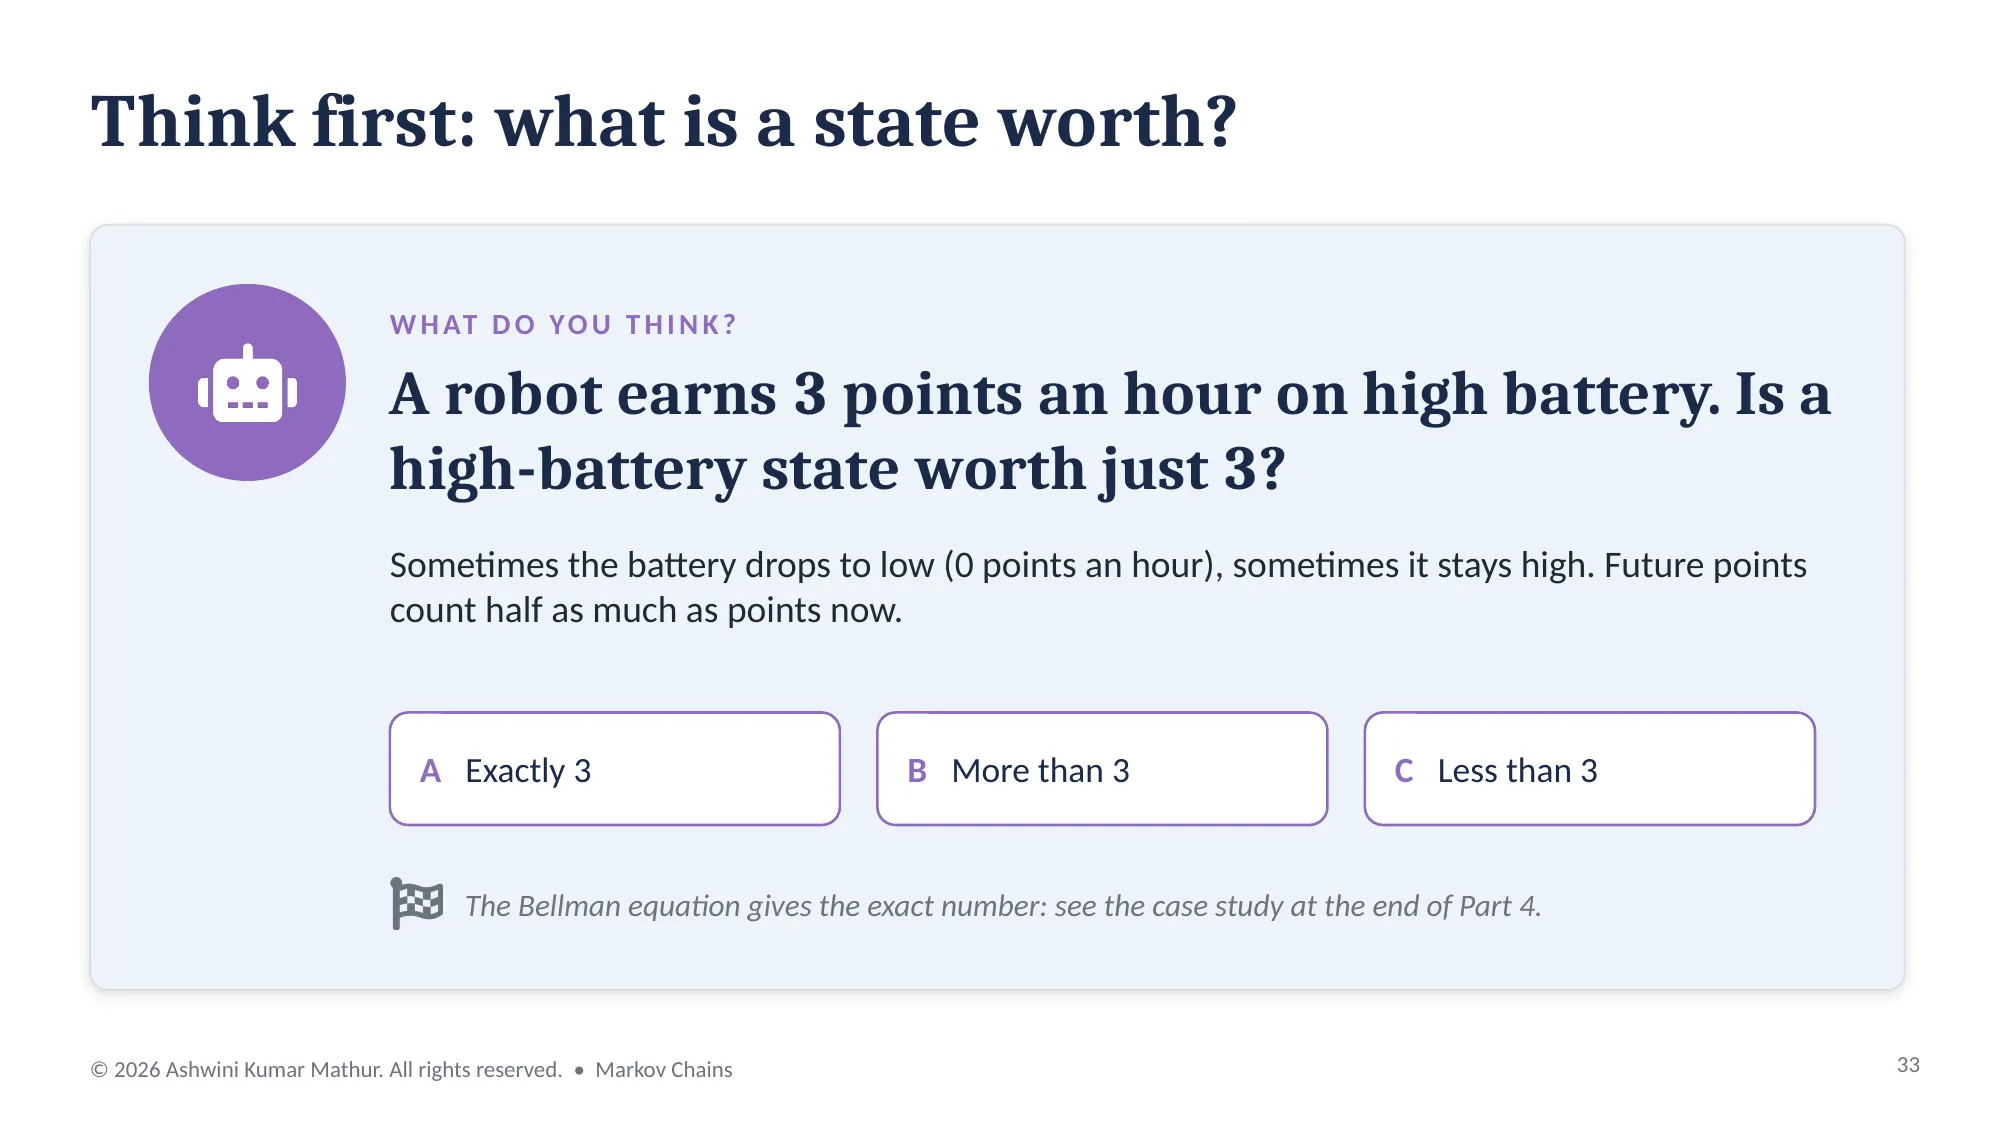 Think first: what is a state worth?
WHAT DO YOU THINK?
A robot earns 3 points an hour on high battery. Is a
high-battery state worth just 3?
Sometimes the battery drops to low (0 points an hour), sometimes it stays high. Future points
count half as much as points now.
A Exactly 3
B More than 3
C Less than 3
The Bellman equation gives the exact number: see the case study at the end of Part 4.
© 2026 Ashwini Kumar Mathur. All rights reserved. • Markov Chains
33